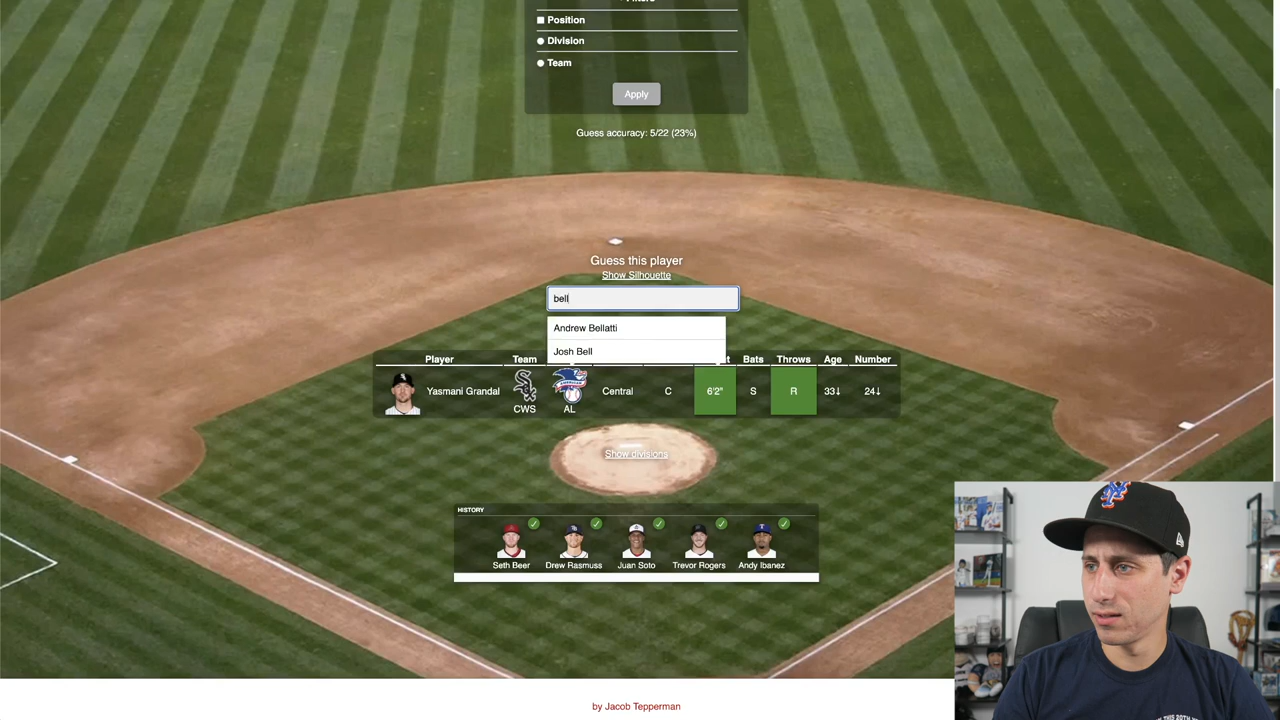 Position
Division
Team
Apply
Guess accuracy: 5/22 (23%)
Guess this player
Show Silhouette
bell
Andrew Bellatti
Josh Bell
Player Team Bats Throws Age Number
Yasmani Grandal CWS AL Central C 6'2" S R 33↓ 24↓
Show divisions
HISTORY
Seth Beer Drew Rasmuss Juan Soto Trevor Rogers Andy Ibanez
by Jacob Tepperman